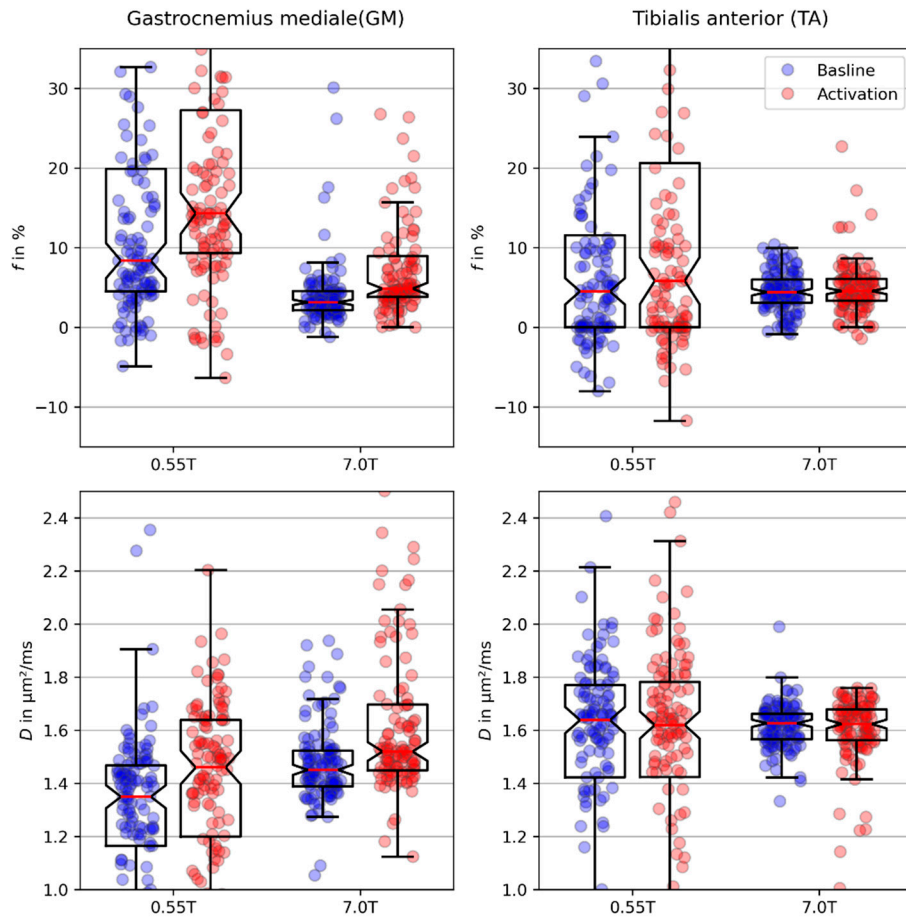 Gastrocnemius mediale(GM)
Tibialis anterior (TA)
30
20
10
0
−10
f in %
0.55T
7.0T
30
20
10
0
−10
f in %
Basline
Activation
0.55T
7.0T
2.4
2.2
2.0
1.8
1.6
1.4
1.2
1.0
D in μm²/ms
0.55T
7.0T
2.4
2.2
2.0
1.8
1.6
1.4
1.2
1.0
D in μm²/ms
0.55T
7.0T